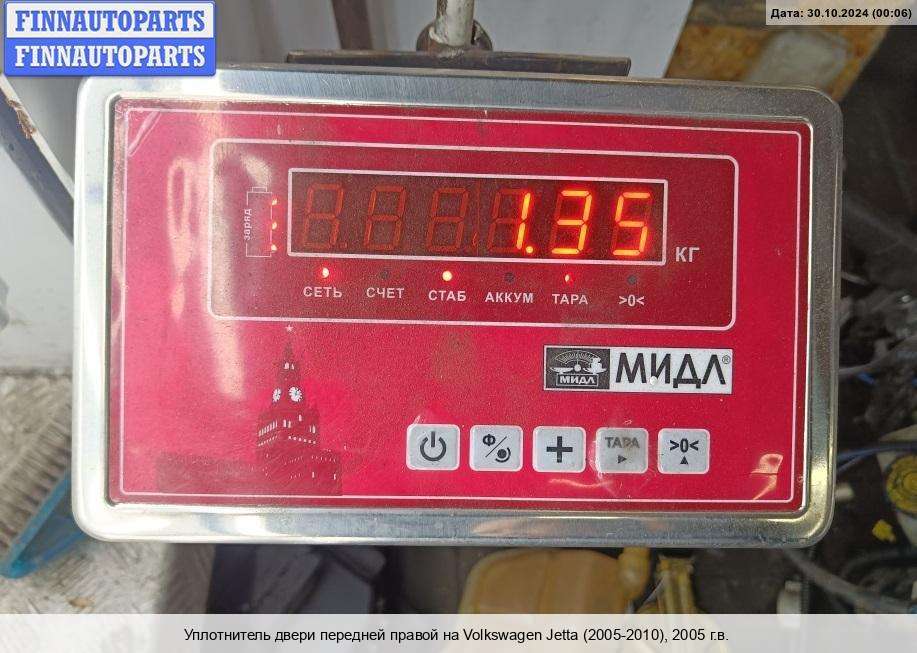 FINNAUTOPARTS
FINNAUTOPARTS
Дата: 30.10.2024 (00:06)
заряд
1.35
КГ
СЕТЬ СЧЕТ СТАБ АККУМ ТАРА >0<
МИДЛ МИДЛ®
Ф ТАРА >0<
Уплотнитель двери передней правой на Volkswagen Jetta (2005-2010), 2005 г.в.